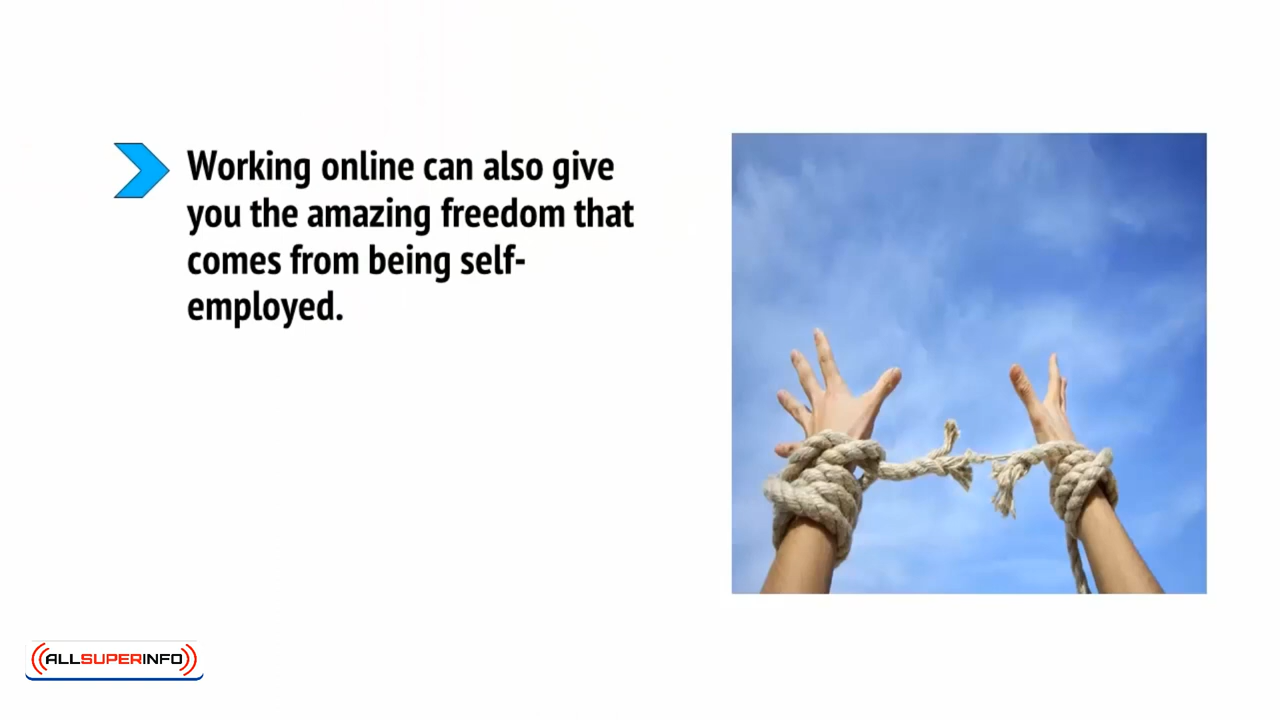 Working online can also give
you the amazing freedom that
comes from being self-
employed.
ALLSUPERINFO